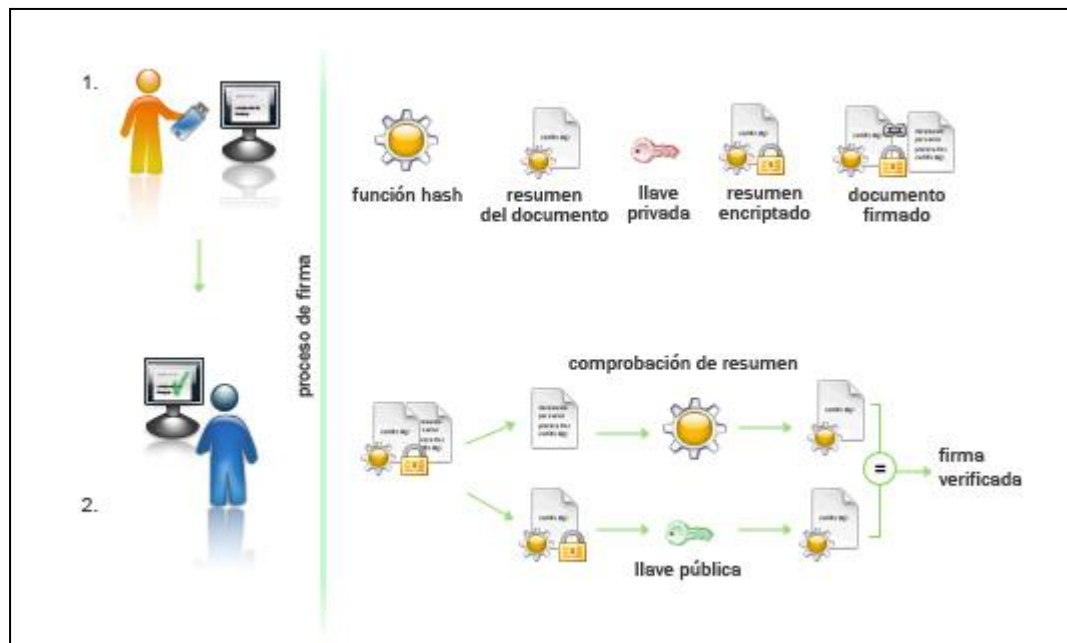 1.
función hash
resumen
del documento
llave
privada
resumen
encriptado
documento
firmado
proceso de firma
comprobación de resumen
=
firma
verificada
2.
llave pública